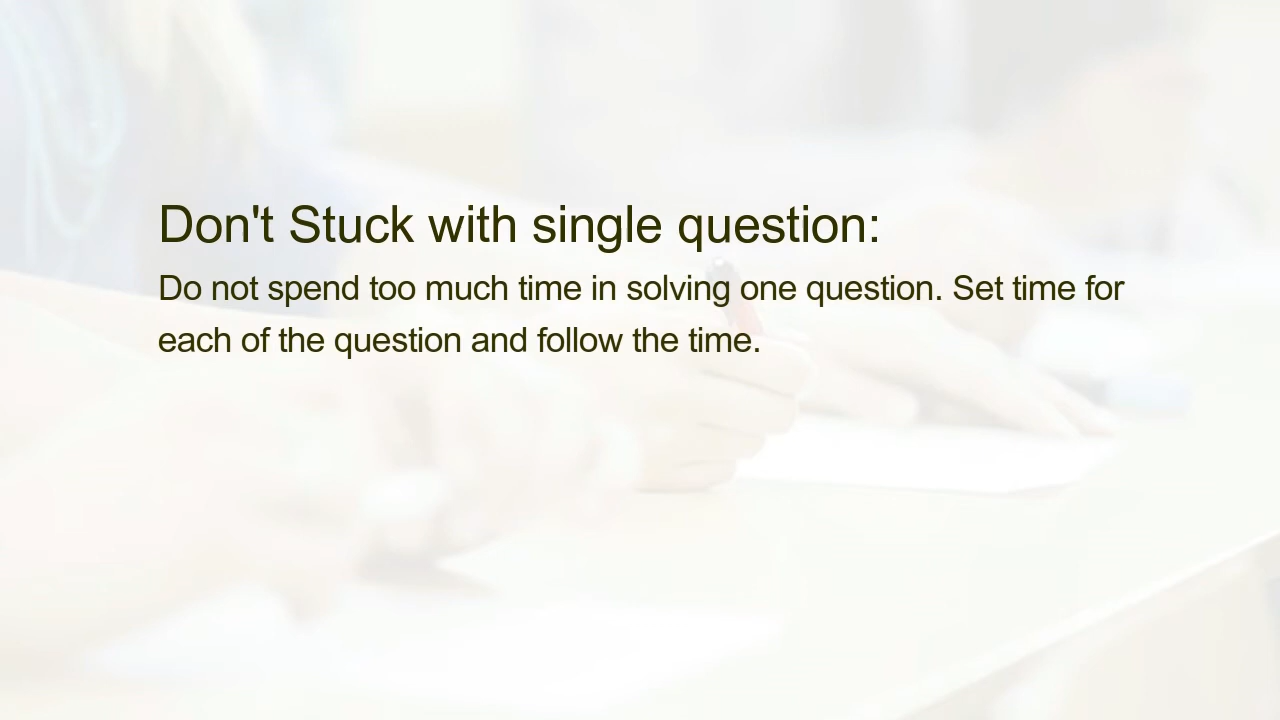 Don't Stuck with single question:
Do not spend too much time in solving one question. Set time for
each of the question and follow the time.